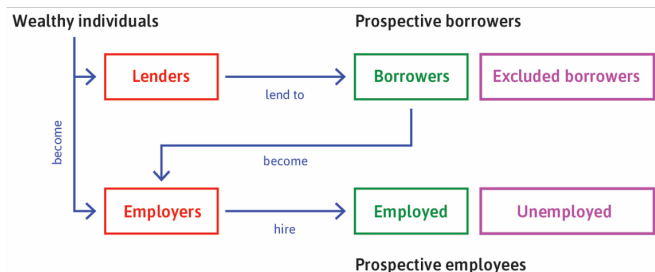 Wealthy individuals
Prospective borrowers
Lenders
lend to
Borrowers
Excluded borrowers
become
become
Employers
hire
Employed
Unemployed
Prospective employees